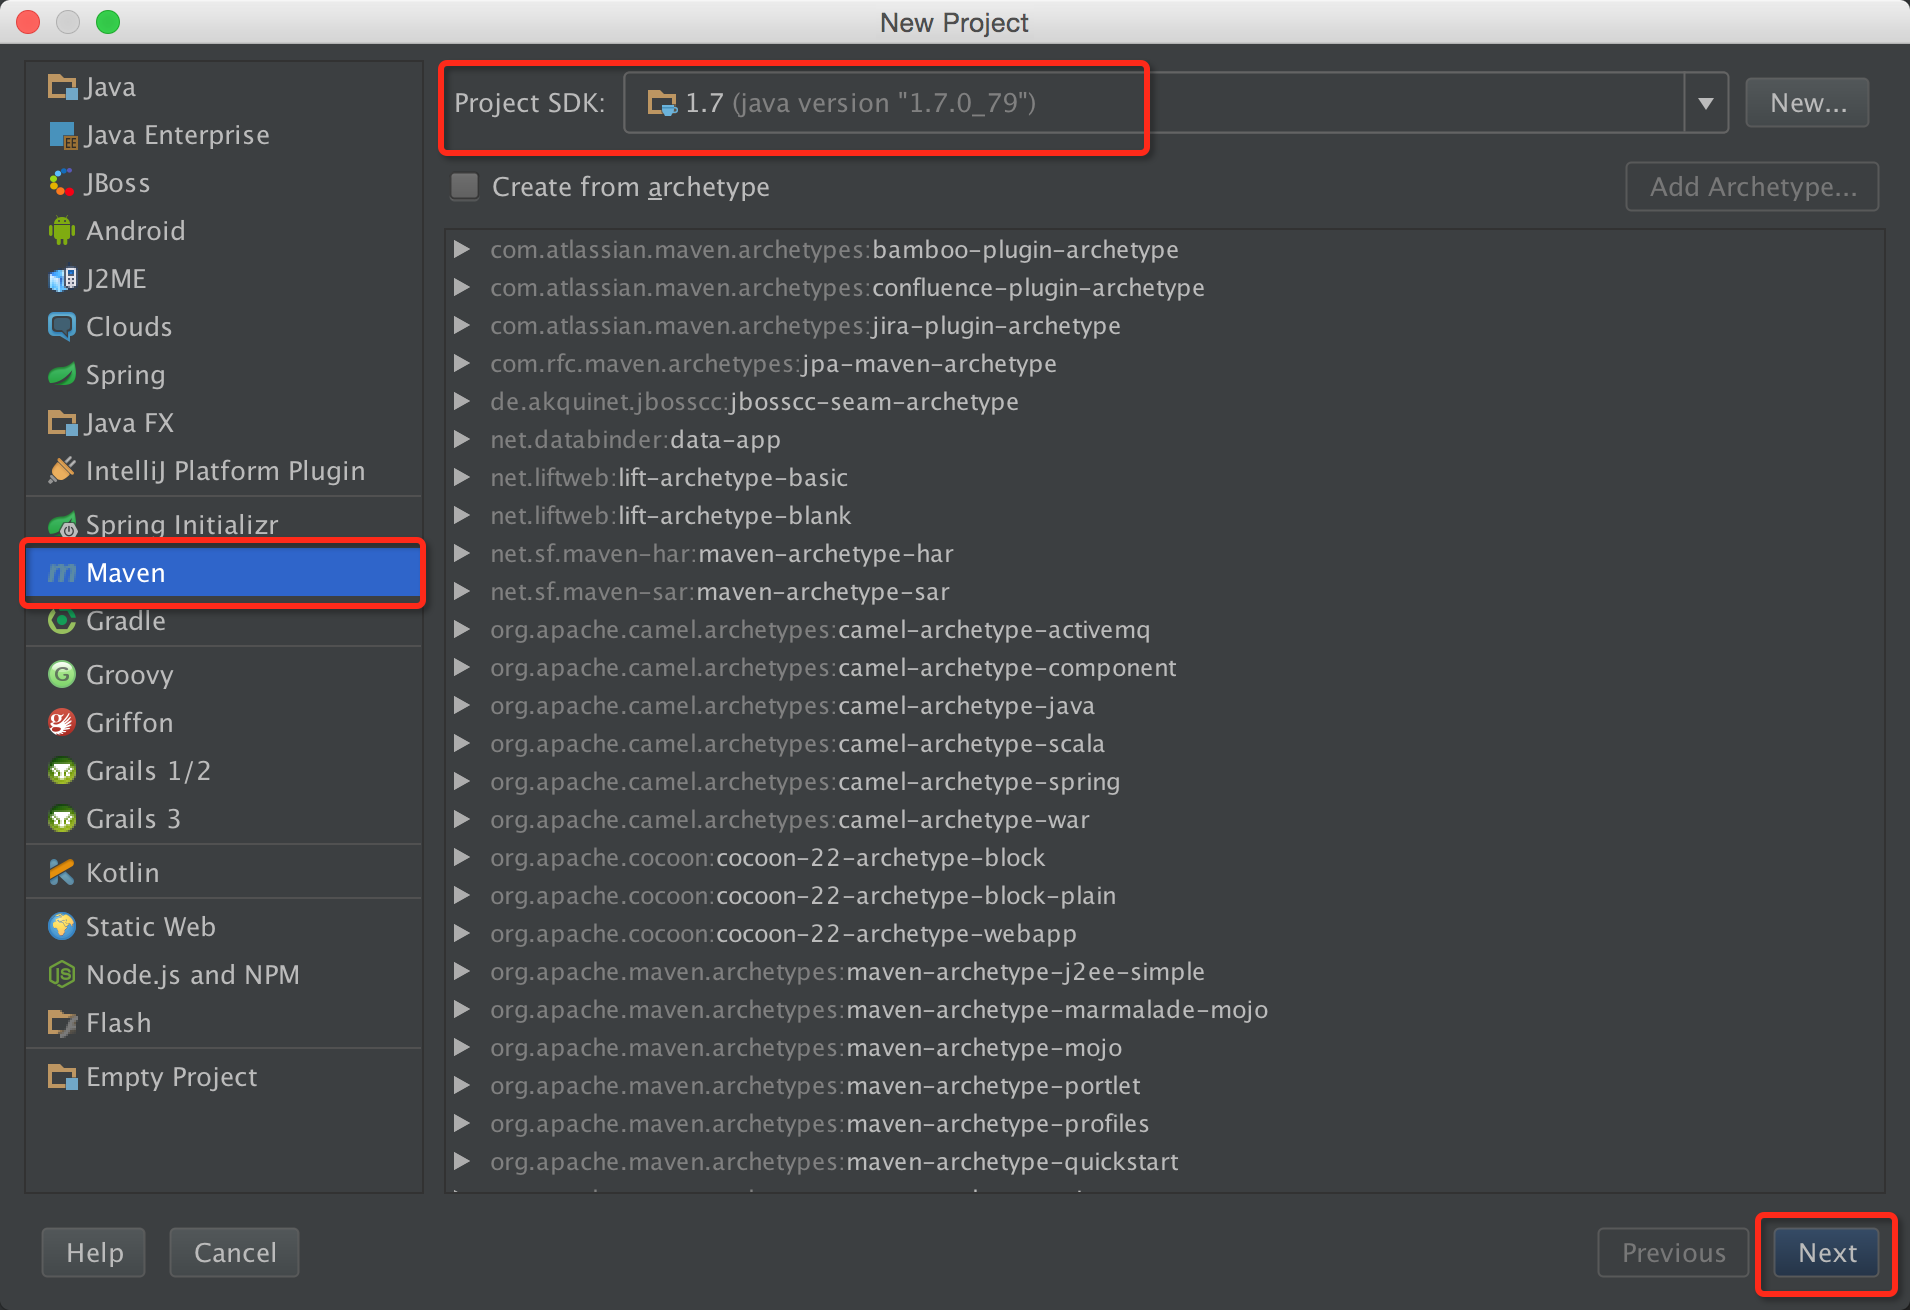 New Project
Java
Java Enterprise
JBoss
Android
J2ME
Clouds
Spring
Java FX
IntelliJ Platform Plugin
Spring Initializr
Maven
Gradle
Groovy
Griffon
Grails 1/2
Grails 3
Kotlin
Static Web
Node.js and NPM
Flash
Empty Project
Project SDK: 1.7 (java version "1.7.0_79") New...
Create from archetype Add Archetype...
com.atlassian.maven.archetypes:bamboo-plugin-archetype
com.atlassian.maven.archetypes:confluence-plugin-archetype
com.atlassian.maven.archetypes:jira-plugin-archetype
com.rfc.maven.archetypes:jpa-maven-archetype
de.akquinet.jbosscc:jbosscc-seam-archetype
net.databinder:data-app
net.liftweb:lift-archetype-basic
net.liftweb:lift-archetype-blank
net.sf.maven-har:maven-archetype-har
net.sf.maven-sar:maven-archetype-sar
org.apache.camel.archetypes:camel-archetype-activemq
org.apache.camel.archetypes:camel-archetype-component
org.apache.camel.archetypes:camel-archetype-java
org.apache.camel.archetypes:camel-archetype-scala
org.apache.camel.archetypes:camel-archetype-spring
org.apache.camel.archetypes:camel-archetype-war
org.apache.cocoon:cocoon-22-archetype-block
org.apache.cocoon:cocoon-22-archetype-block-plain
org.apache.cocoon:cocoon-22-archetype-webapp
org.apache.maven.archetypes:maven-archetype-j2ee-simple
org.apache.maven.archetypes:maven-archetype-marmalade-mojo
org.apache.maven.archetypes:maven-archetype-mojo
org.apache.maven.archetypes:maven-archetype-portlet
org.apache.maven.archetypes:maven-archetype-profiles
org.apache.maven.archetypes:maven-archetype-quickstart
Help Cancel Previous Next